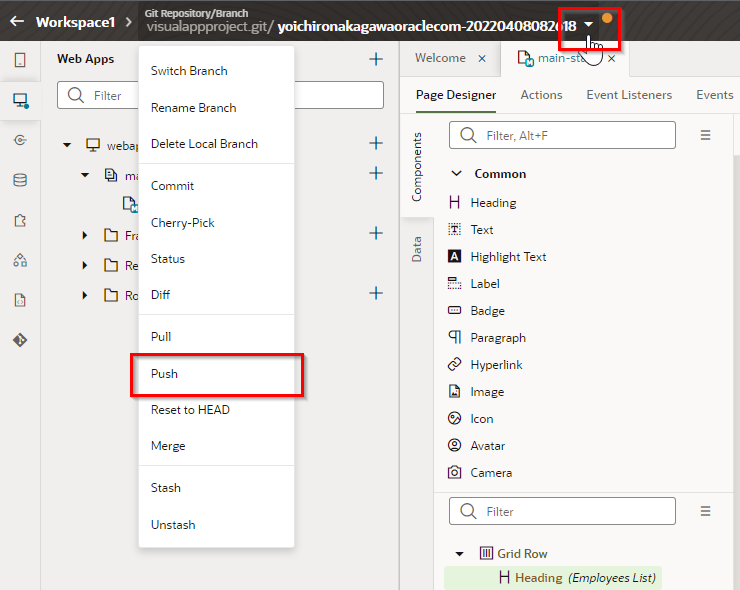 Workspace1
Git Repository/Branch
visualappproject.git/ yoichironakagawaoraclecom-20220408082618
Web Apps
Filter
webap
ma
Fra
Re
Ro
Switch Branch
Rename Branch
Delete Local Branch
Commit
Cherry-Pick
Status
Diff
Pull
Push
Reset to HEAD
Merge
Stash
Unstash
Welcome
main-sta
Page Designer
Actions
Event Listeners
Events
Components
Data
Filter, Alt+F
Common
Heading
Text
Highlight Text
Label
Badge
Paragraph
Hyperlink
Image
Icon
Avatar
Camera
Filter
Grid Row
Heading (Employees List)